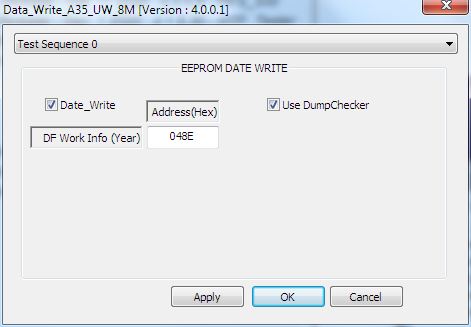 Data_Write_A35_UW_8M [Version : 4.0.0.1]
Test Sequence 0
EEPROM DATE WRITE
Date_Write
Address(Hex)
Use DumpChecker
DF Work Info (Year)
048E
Apply
OK
Cancel